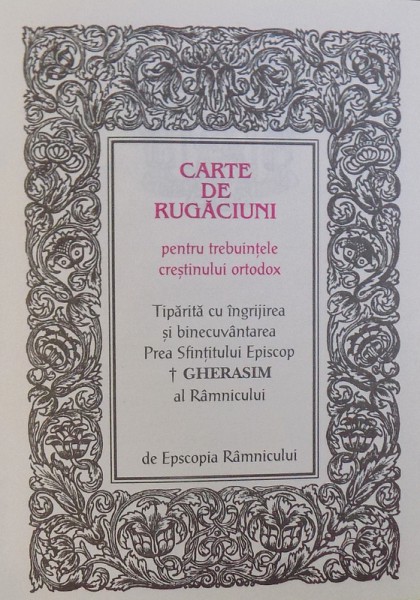 CARTE
DE
RUGĂCIUNI
pentru trebuințele
creștinului ortodox
Tipărită cu îngrijirea
și binecuvântarea
Prea Sfințitului Episcop
† GHERASIM
al Râmnicului
de Epscopia Râmnicului